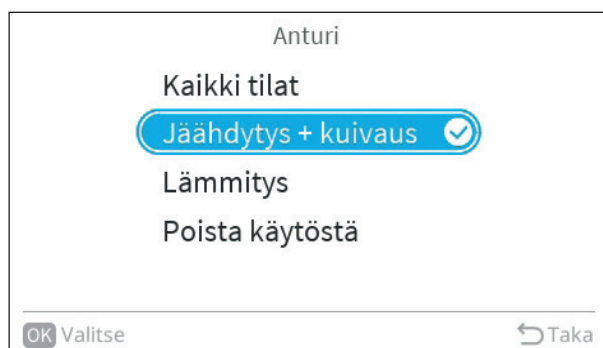 Anturi
Kaikki tilat
Jäähdytys + kuivaus
Lämmitys
Poista käytöstä
OK Valitse
Taka